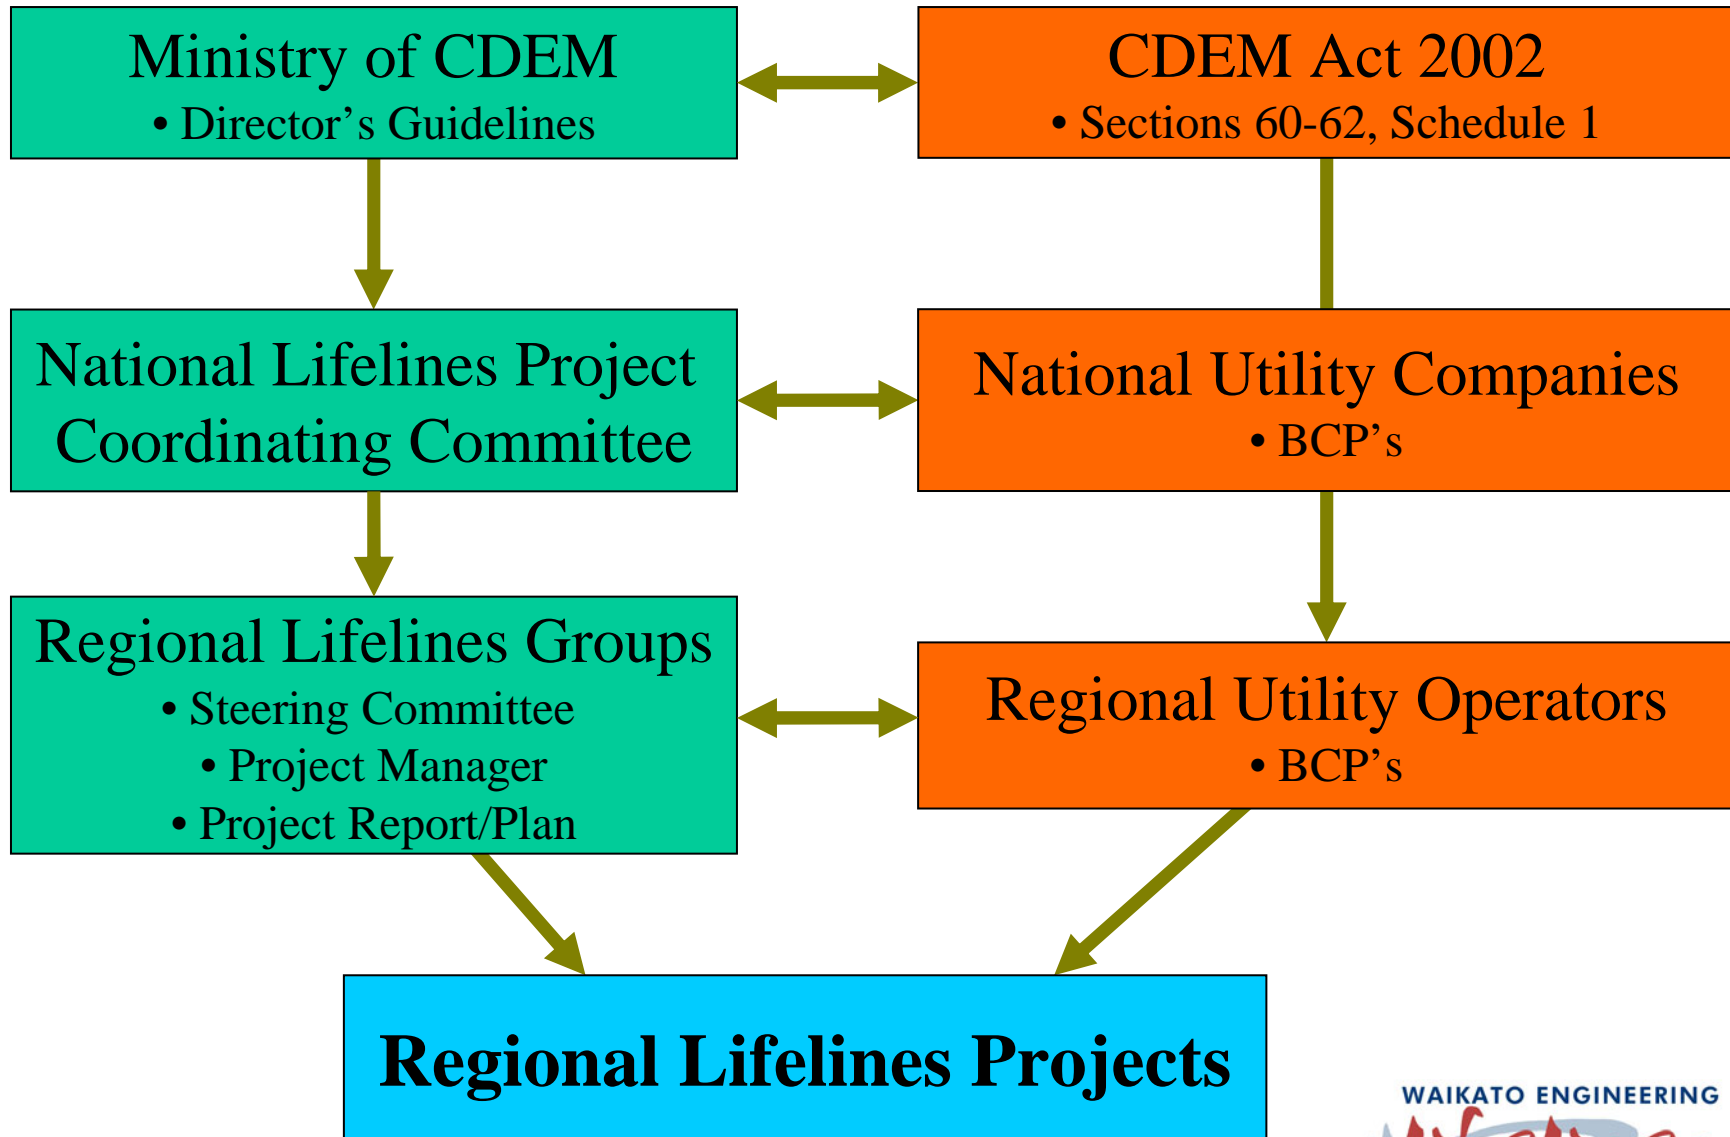 Ministry of CDEM
• Director’s Guidelines
CDEM Act 2002
• Sections 60-62, Schedule 1
National Lifelines Project
Coordinating Committee
National Utility Companies
• BCP’s
Regional Lifelines Groups
• Steering Committee
• Project Manager
• Project Report/Plan
Regional Utility Operators
• BCP’s
Regional Lifelines Projects
WAIKATO ENGINEERING